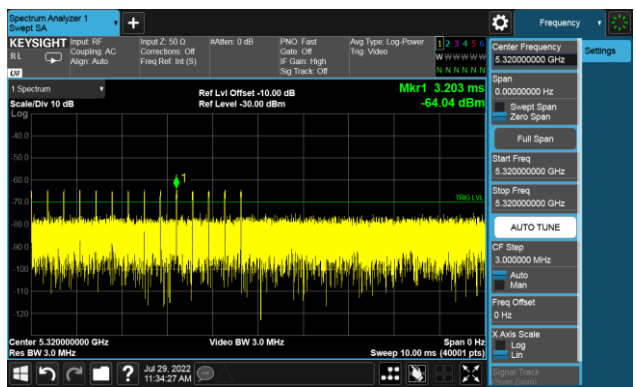 Spectrum Analyzer 1
Swept SA
Frequency
KEYSIGHT
RL
LXI
Input: RF
Coupling: AC
Align: Auto
Input Z: 50 Ω
Corrections: Off
Freq Ref: Int (S)
#Atten: 0 dB
PNO: Fast
Gate: Off
IF Gain: High
Sig Track: Off
Avg Type: Log-Power
Trig: Video
1 2 3 4 5 6
W W W W W W
N N N N N N
1 Spectrum
Scale/Div 10 dB
Log
Ref Lvl Offset -10.00 dB
Ref Level -30.00 dBm
Mkr1 3.203 ms
-64.04 dBm
-40.0
-50.0
-60.0
-70.0
-80.0
-90.0
-100
-110
-120
1
TRIG LVL
Center 5.320000000 GHz
Res BW 3.0 MHz
Video BW 3.0 MHz
Span 0 Hz
Sweep 10.00 ms (40001 pts)
Jul 29, 2022
11:34:27 AM
?
Center Frequency
5.320000000 GHz
Span
0.00000000 Hz
Swept Span
Zero Span
Full Span
Start Freq
5.320000000 GHz
Stop Freq
5.320000000 GHz
AUTO TUNE
CF Step
3.000000 MHz
Auto
Man
Freq Offset
0 Hz
X Axis Scale
Log
Lin
Signal Track
(Span Zoom)
Settings